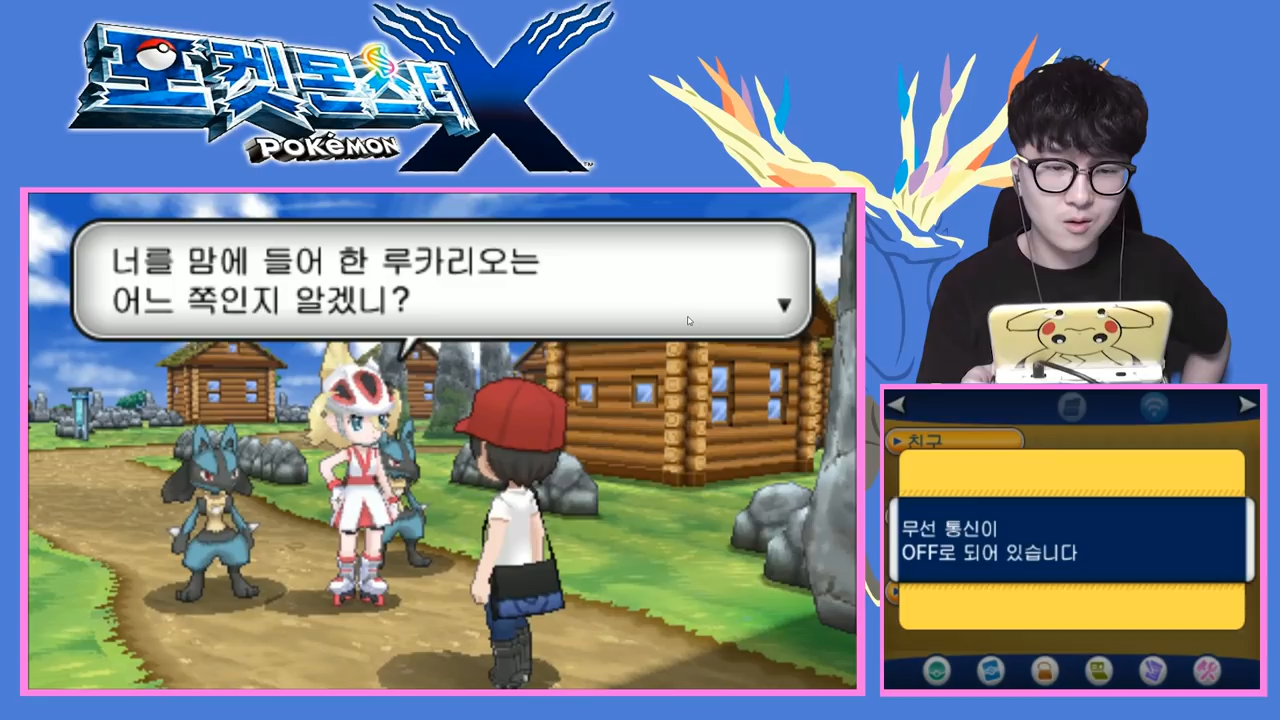 포켓몬스터 X
POKéMON
TM
너를 맘에 들어 한 루카리오는
어느 쪽인지 알겠니?
친구
무선 통신이
OFF로 되어 있습니다